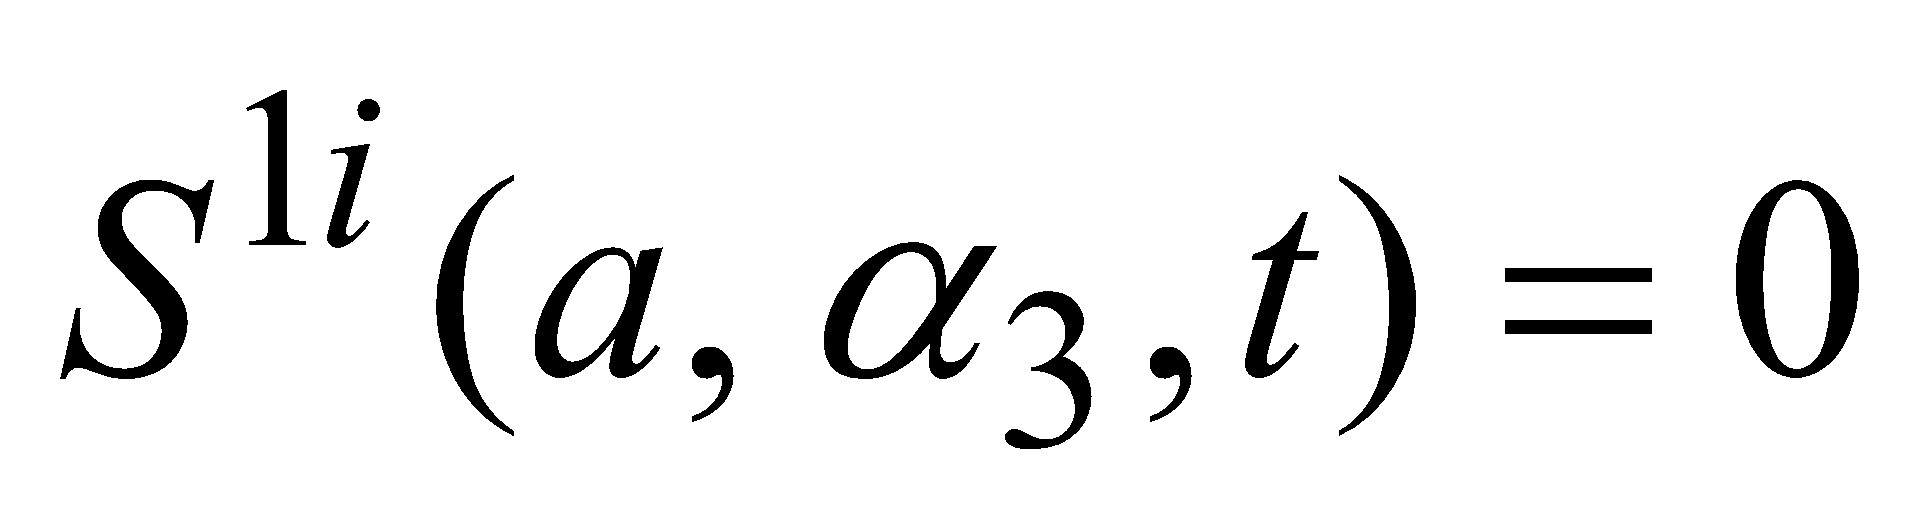 S^{1i}(a, α_3, t) = 0